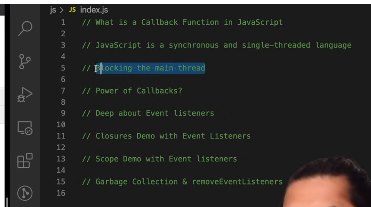 js > JS index.js
1 // What is a Callback Function in JavaScript
2
3 // JavaScript is a synchronous and single-threaded language
4
5 // Blocking the main thread
6
7 // Power of Callbacks?
8
9 // Deep about Event listeners
10
11 // Closures Demo with Event Listeners
12
13 // Scope Demo with Event listeners
14
15 // Garbage Collection & removeEventListeners
16